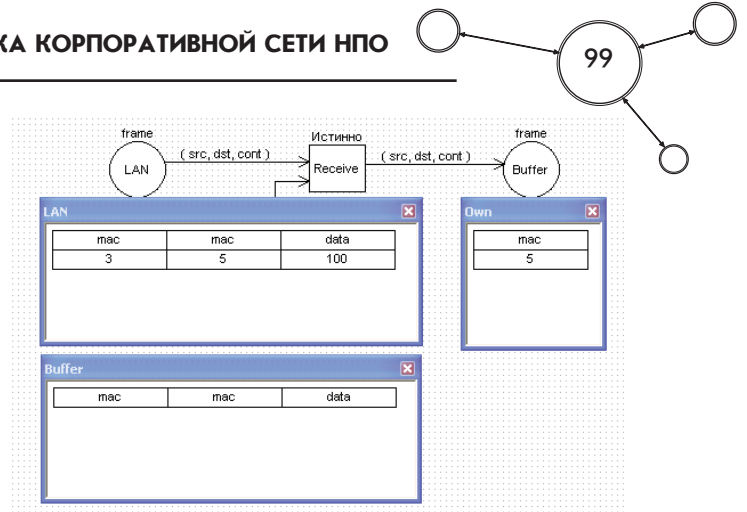 КА КОРПОРАТИВНОЙ СЕТИ НПО
99
frame Истинно frame
LAN ( src, dst, cont ) Receive ( src, dst, cont ) Buffer
LAN
mac mac data
3 5 100
Own
mac
5
Buffer
mac mac data